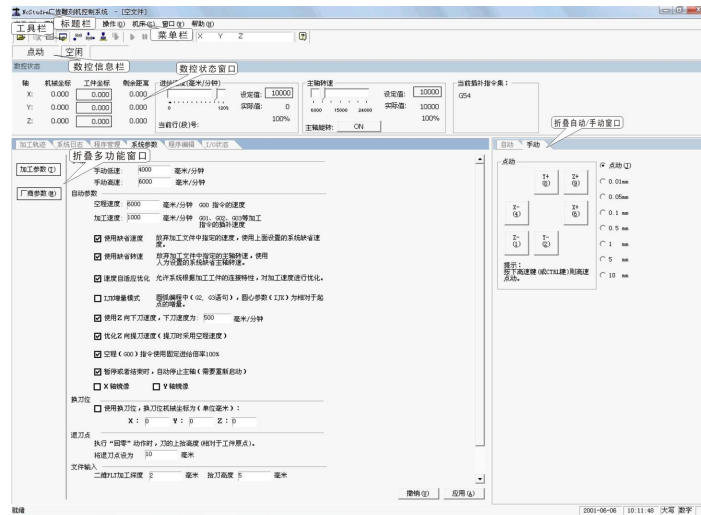 NcStudio二齿雕刻机控制系统 - [空文件]
标题栏 操作(O) 机床(C) 窗口(W) 帮助(H)
工具栏
菜单栏 X Y Z
点动 空闲
数控信息栏
数控状态窗口
数控状态
轴 机械坐标 工件坐标 剩余距离
X: 0.000 0.000 0.000
Y: 0.000 0.000 0.000
Z: 0.000 0.000 0.000
设定值: 10000
120%
实际值: 0
100%
当前行(段)号:
主轴转速
设定值: 10000
6000 15000 24000
实际值: 10000
100%
主轴旋转: ON
当前插补指令集:
G54
折叠自动/手动窗口
加工轨迹 系统日志 程序管理 系统参数 程序编辑 I/O状态
折叠多功能窗口
自动 手动
加工参数(T)
厂商参数(M)
手动低速: 4000 毫米/分钟
手动高速: 6000 毫米/分钟
自动参数
空程速度: 6000 毫米/分钟 G00 指令的速度
加工速度: 1000 毫米/分钟 G01、G02、G03等加工指令的插补速度
使用缺省速度 放弃加工文件中指定的速度，使用上面设置的系统缺省速度。
使用缺省转速 放弃加工文件中指定的主轴转速，使用人为设置的系统缺省主轴转速。
速度自适应优化 允许系统根据加工工件的连接特性，对加工速度进行优化。
IJK增量模式 圆弧编程中(G2, G3语句)，圆心参数(IJK)为相对于起点的增量。
使用Z向下刀速度，下刀速度为: 500 毫米/分钟
优化Z向提刀速度(提刀时采用空程速度)
空程(G00)指令使用固定进给倍率100%
暂停或者结束时，自动停止主轴(需要重新启动)
X轴镜像 Y轴镜像
换刀位
使用换刀位，换刀位机械坐标为(单位毫米):
X: 0 Y: 0 Z: 0
退刀点
执行“回零”动作时，刀的上抬高度(相对于工件原点)。
将退刀点设为 10 毫米
文件输入
二维PLT加工深度 2 毫米 抬刀高度 5 毫米
撤销(U) 应用(A)
点动
Y+ (8) Z+ (9)
X- (4) X+ (6)
Z- (1) Y- (2)
提示:
按下高速键(或CTRL键)则高速点动。
点动(J)
0.01mm
0.05mm
0.1 mm
0.5 mm
1 mm
5 mm
10 mm
就绪
2001-06-06 10:11:48 大写 数字